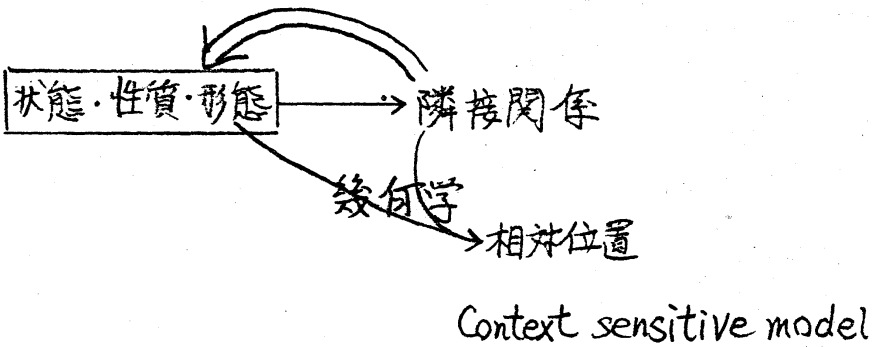 状態・性質・形態
隣接関係
幾何学
相対位置
Context sensitive model